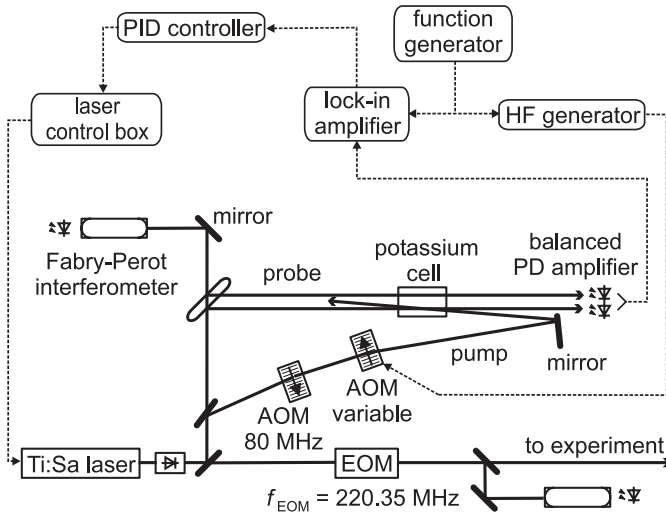 PID controller
function
generator
laser
control box
lock-in
amplifier
HF generator
mirror
Fabry-Perot
interferometer
probe
potassium
cell
balanced
PD amplifier
pump
mirror
AOM
80 MHz
AOM
variable
Ti:Sa laser
EOM
to experiment
f EOM = 220.35 MHz